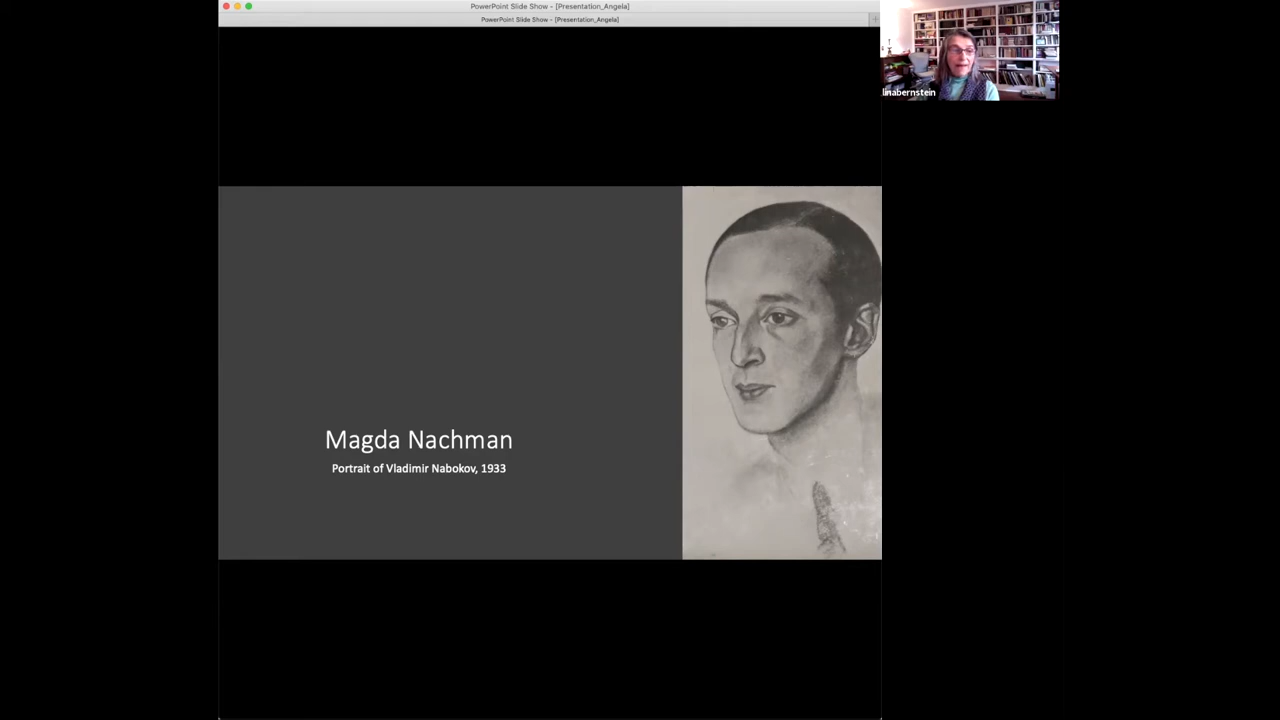 PowerPoint Slide Show - [Presentation_Angela]
PowerPoint Slide Show - [Presentation_Angela]
linabernstein
Magda Nachman
Portrait of Vladimir Nabokov, 1933